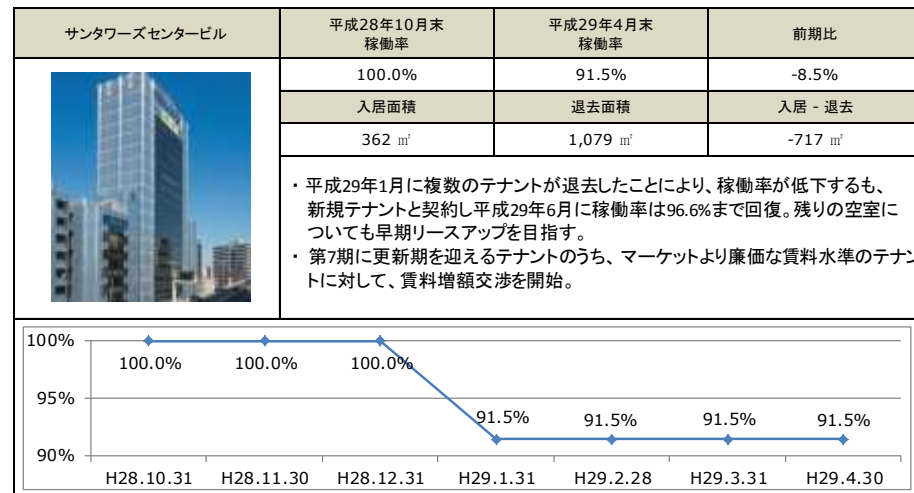 サンタワーズセンタービル
平成28年10月末
稼働率
平成29年4月末
稼働率
前期比
100.0%
91.5%
-8.5%
入居面積
退去面積
入居 - 退去
362 ㎡
1,079 ㎡
-717 ㎡
・ 平成29年1月に複数のテナントが退去したことにより、稼働率が低下するも、
新規テナントと契約し平成29年6月に稼働率は96.6%まで回復。残りの空室に
ついても早期リースアップを目指す。
・ 第7期に更新期を迎えるテナントのうち、マーケットより廉価な賃料水準のテナン
トに対して、賃料増額交渉を開始。
100%
95%
90%
100.0%
100.0%
100.0%
91.5%
91.5%
91.5%
91.5%
H28.10.31
H28.11.30
H28.12.31
H29.1.31
H29.2.28
H29.3.31
H29.4.30